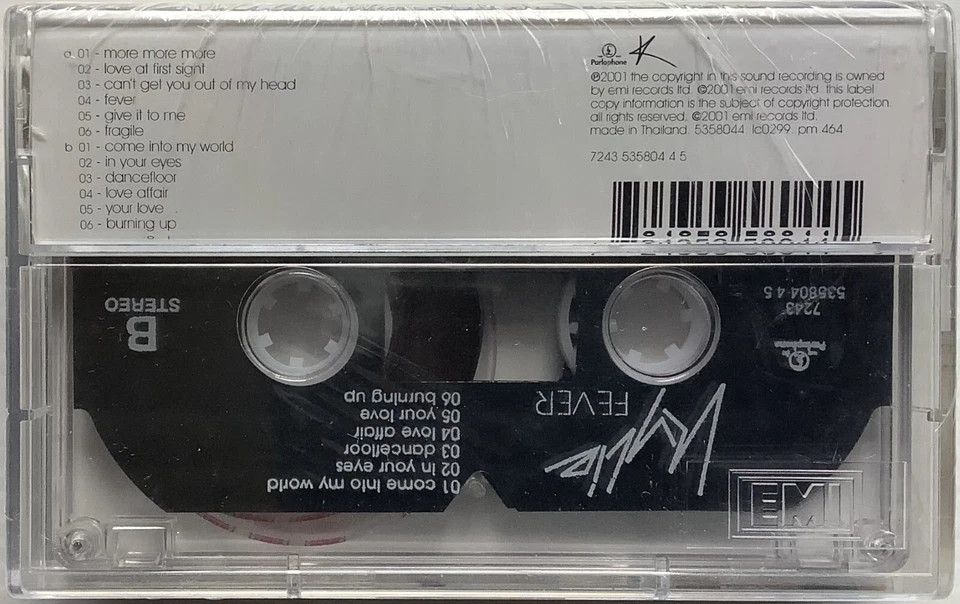 a 01 - more more more
02 - love at first sight
03 - can't get you out of my head
04 - fever
05 - give it to me
06 - fragile
b 01 - come into my world
02 - in your eyes
03 - dancefloor
04 - love affair
05 - your love
06 - burning up
Parlophone K
℗2001 the copyright in this sound recording is owned
by emi records ltd. ©2001 emi records ltd. this label
copy information is the subject of copyright protection.
all rights reserved. ©2001 emi records ltd.
made in Thailand. 5358044 lc0299. pm 464
7243 535804 4 5
B
STEREO
7243
535804 4 5
Parlophone
Kylie
FEVER
01 come into my world
02 in your eyes
03 dancefloor
04 love affair
05 your love
06 burning up
EMI